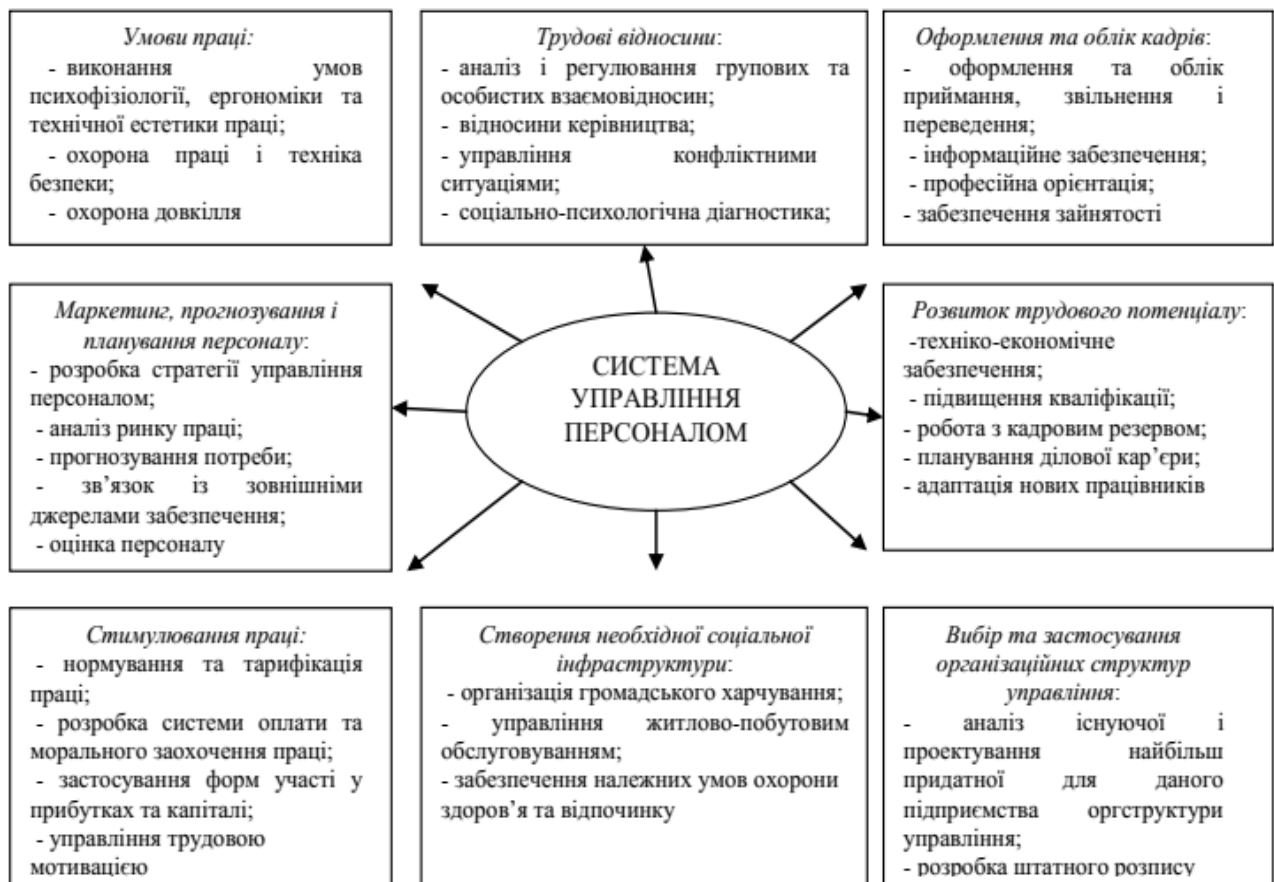 Умови праці:
- виконання умов
психофізіології, ергономіки та
технічної естетики праці;
- охорона праці і техніка
безпеки;
- охорона довкілля
Трудові відносини:
- аналіз і регулювання групових та
особистих взаємовідносин;
- відносини керівництва;
- управління конфліктними
ситуаціями;
- соціально-психологічна діагностика;
Оформлення та облік кадрів:
- оформлення та облік
приймання, звільнення і
переведення;
- інформаційне забезпечення;
- професійна орієнтація;
- забезпечення зайнятості
Маркетинг, прогнозування і
планування персоналу:
- розробка стратегії управління
персоналом;
- аналіз ринку праці;
- прогнозування потреби;
- зв’язок із зовнішніми
джерелами забезпечення;
- оцінка персоналу
СИСТЕМА
УПРАВЛІННЯ
ПЕРСОНАЛОМ
Розвиток трудового потенціалу:
-техніко-економічне
забезпечення;
- підвищення кваліфікації;
- робота з кадровим резервом;
- планування ділової кар’єри;
- адаптація нових працівників
Стимулювання праці:
- нормування та тарифікація
праці;
- розробка системи оплати та
морального заохочення праці;
- застосування форм участі у
прибутках та капіталі;
- управління трудовою
мотивацією
Створення необхідної соціальної
інфраструктури:
- організація громадського харчування;
- управління житлово-побутовим
обслуговуванням;
- забезпечення належних умов охорони
здоров’я та відпочинку
Вибір та застосування
організаційних структур
управління:
- аналіз існуючої і
проектування найбільш
придатної для даного
підприємства оргструктури
управління;
- розробка штатного розпису